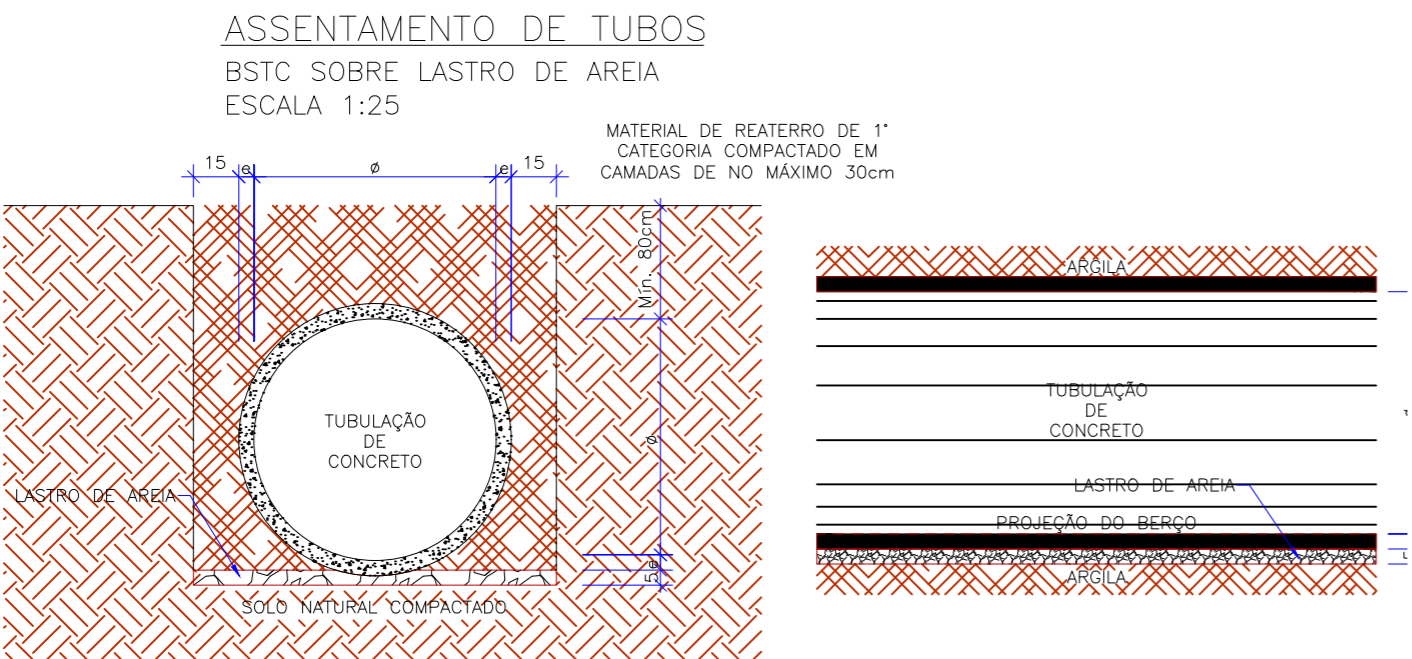 ASSENTAMENTO DE TUBOS
BSTC SOBRE LASTRO DE AREIA
ESCALA 1:25
MATERIAL DE REATERRO DE 1°
CATEGORIA COMPACTADO EM
CAMADAS DE NO MÁXIMO 30cm
15 e ø e 15
Mín. 80cm
ø
TUBULAÇÃO
DE
CONCRETO
LASTRO DE AREIA
5 e
SOLO NATURAL COMPACTADO
ARGILA
TUBULAÇÃO
DE
CONCRETO
LASTRO DE AREIA
PROJEÇÃO DO BERÇO
ARGILA